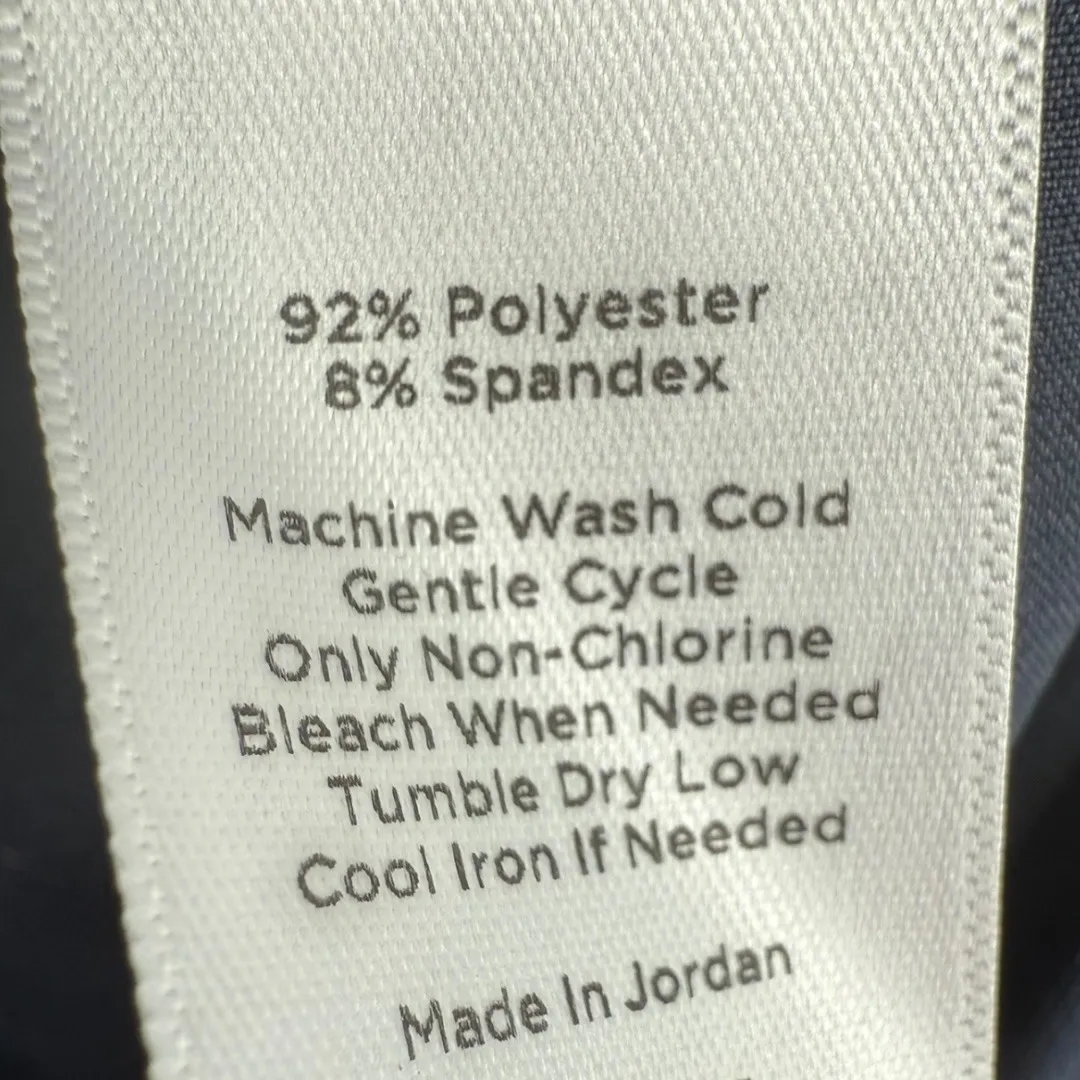 92% Polyester
8% Spandex
Machine Wash Cold
Gentle Cycle
Only Non-Chlorine
Bleach When Needed
Tumble Dry Low
Cool Iron If Needed
Made In Jordan